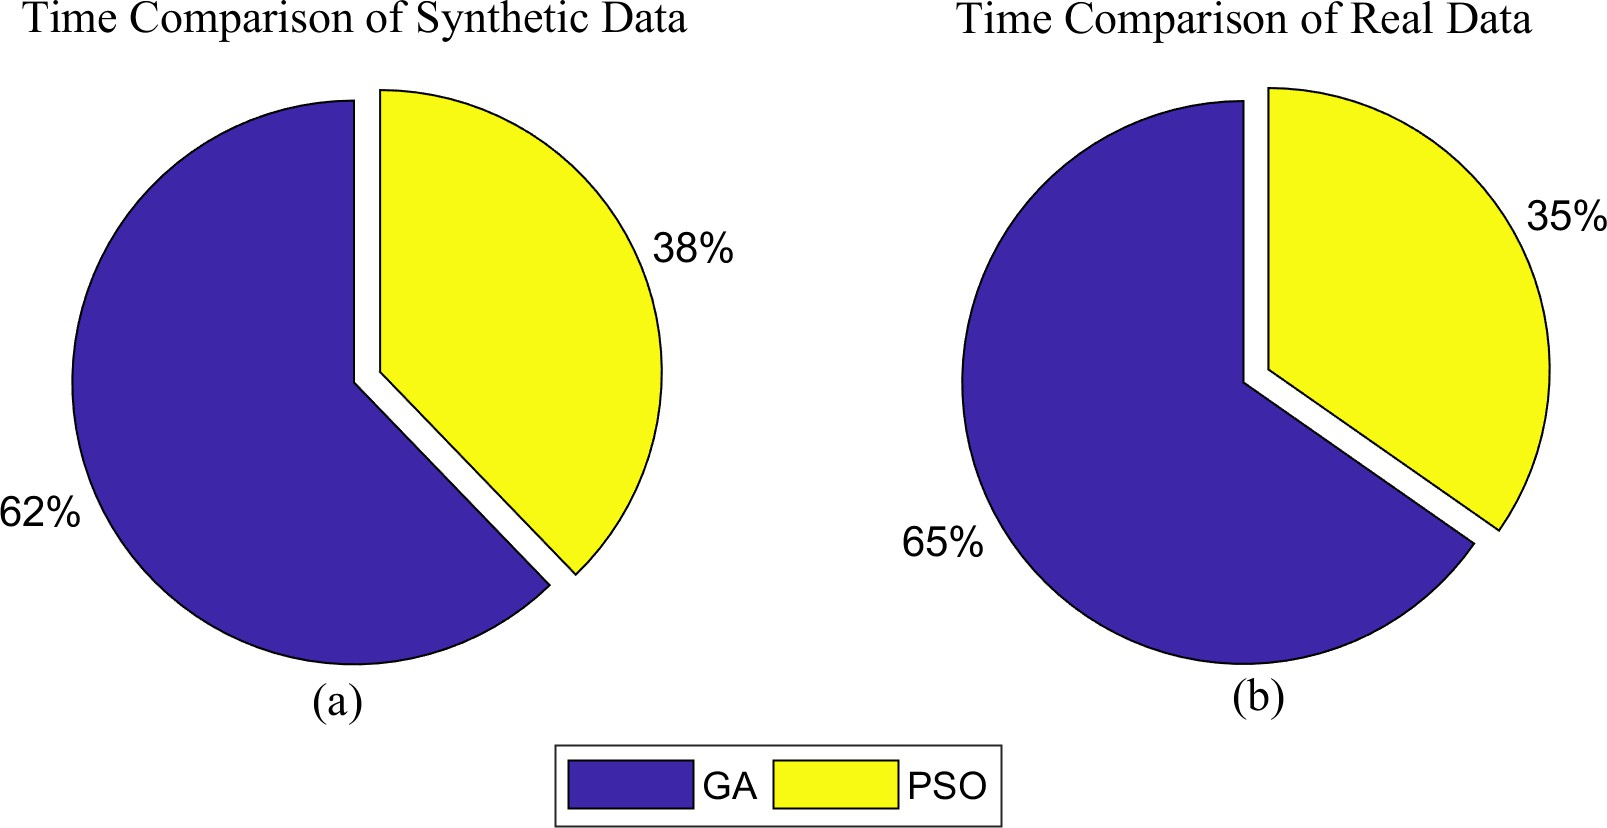 Time Comparison of Synthetic Data
Time Comparison of Real Data
38%
62%
35%
65%
(a)
(b)
GA PSO